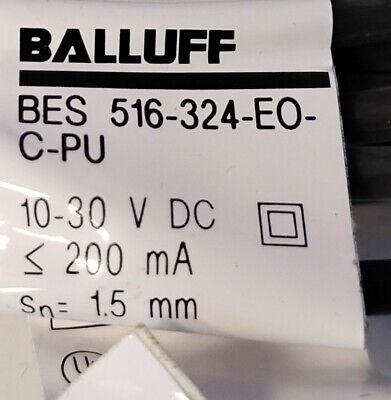 BALLUFF
BES 516-324-EO-
C-PU
10-30 V DC
≤ 200 mA
Sn= 1.5 mm